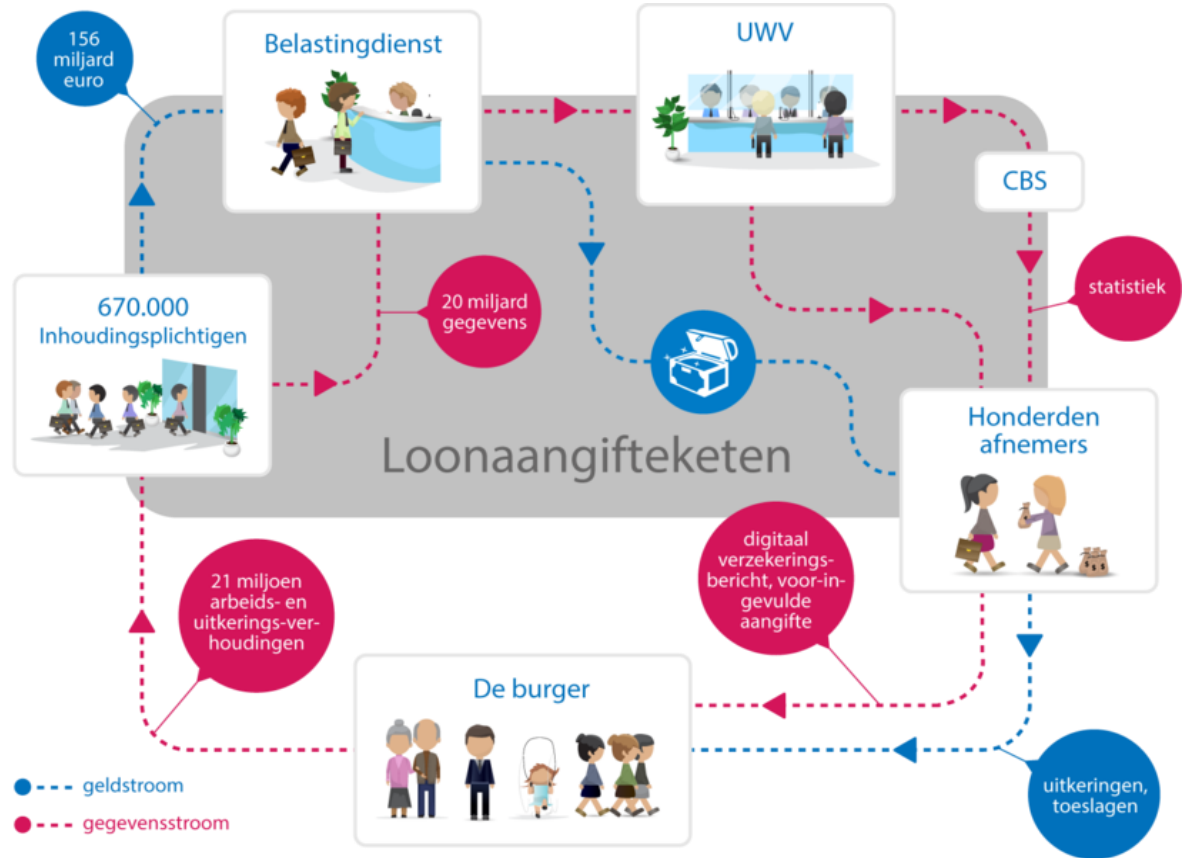 156
miljard
euro
Belastingdienst
UWV
CBS
670.000
Inhoudingsplichtigen
20 miljard
gegevens
statistiek
Loonaangifteketen
Honderden
afnemers
21 miljoen
arbeids- en
uitkerings-ver-
houdingen
digitaal
verzekerings-
bericht, voor-in-
gevulde
aangifte
De burger
uitkeringen,
toeslagen
geldstroom
gegevensstroom